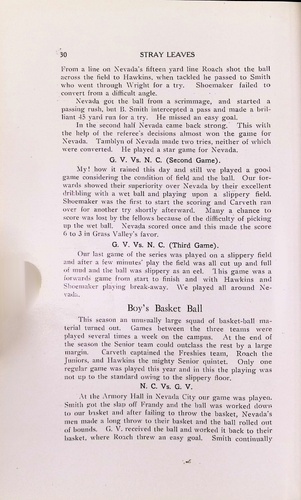 30 STRAY LEAVES
From a line on Nevada's fifteen yard line Roach shot the ball
across the field to Hawkins, when tackled he passed to Smith
who went through Wright for a try. Shoemaker failed to
convert from a difficult angle.
Nevada got the ball from a scrimmage, and started a
passing rush, but B. Smith intercepted a pass and made a bril-
liant 45 yard run for a try. He missed an easy goal.
In the second half Nevada came back strong. This with
the help of the referee's decisions almost won the game for
Nevada. Tamblyn of Nevada made two tries, neither of which
were converted. He played a star game for Nevada.
G. V. Vs. N. C. (Second Game).
My! how it rained this day and still we played a good
game considering the condition of field and the ball. Our for-
wards showed their superiority over Nevada by their excellent
dribbling with a wet ball and playing upon a slippery field.
Shoemaker was the first to start the scoring and Carveth ran
over for another try shortly afterward. Many a chance to
score was lost by the fellows because of the difficulty of picking
up the wet ball. Nevada scored once and this made the score
6 to 3 in Grass Valley's favor.
G. V. Vs. N. C. (Third Game).
Our last game of the series was played on a slippery field
and after a few minutes' play the field was all cut up and full
of mud and the ball was slippery as an eel. This game was a
forwards game from start to finish and with Hawkins and
Shoemaker playing break-away. We played all around Ne-
vada.
Boy's Basket Ball
This season an unusually large squad of basket-ball ma-
terial turned out. Games between the three teams were
played several times a week on the campus. At the end of
the season the Senior team could outclass the rest by a large
margin. Carveth captained the Freshies team, Roach the
Juniors, and Hawkins the mighty Senior quintet. Only one
regular game was played this year and in this the playing was
not up to the standard owing to the slippery floor.
N. C. Vs. G. V.
At the Armory Hall in Nevada City our game was played.
Smith got the slap off Frandy and the ball was worked down
to our basket and after failing to throw the basket, Nevada's
men made a long throw to their basket and the ball rolled out
of bounds. G. V. received the ball and worked it back to their
basket, where Roach threw an easy goal. Smith continually